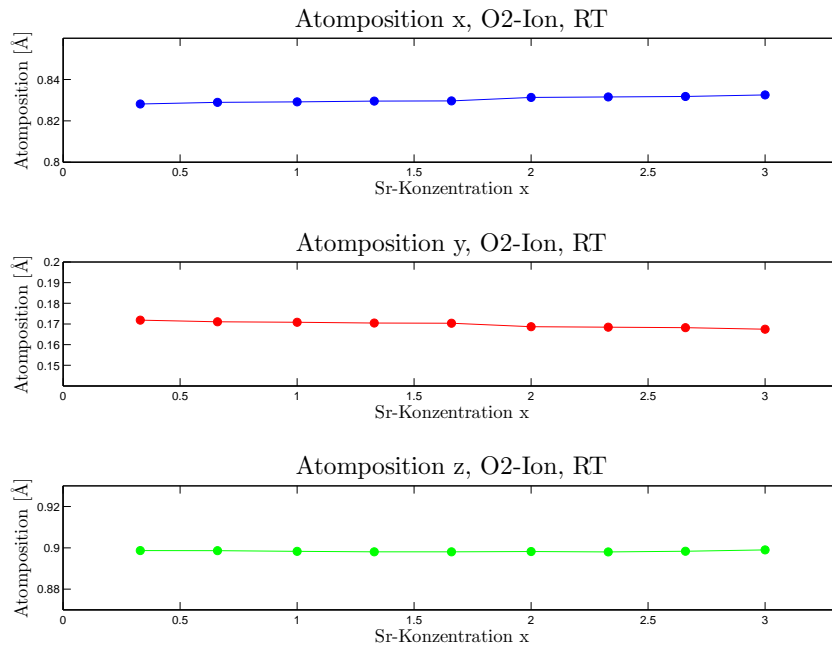 Atomposition x, O2-Ion, RT
Atomposition [Å]
0.84
0.82
0.8
0 0.5 1 1.5 2 2.5 3
Sr-Konzentration x
Atomposition y, O2-Ion, RT
Atomposition [Å]
0.2
0.19
0.18
0.17
0.16
0.15
0 0.5 1 1.5 2 2.5 3
Sr-Konzentration x
Atomposition z, O2-Ion, RT
Atomposition [Å]
0.92
0.9
0.88
0 0.5 1 1.5 2 2.5 3
Sr-Konzentration x